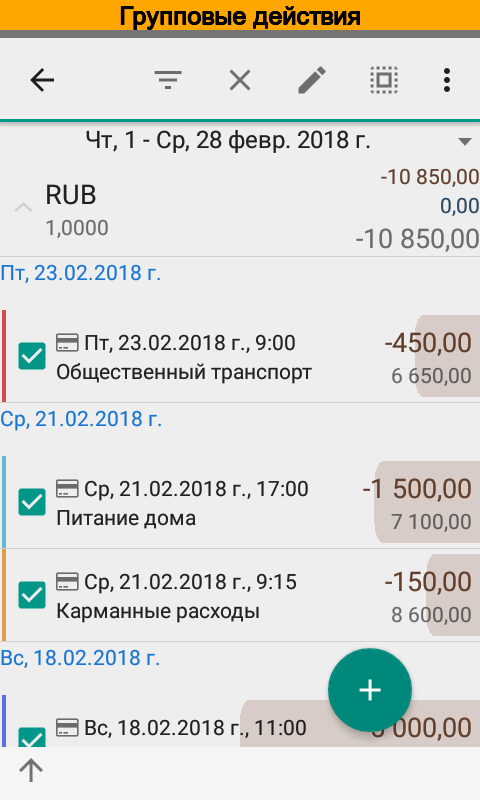 Групповые действия
Чт, 1 - Ср, 28 февр. 2018 г.
RUB
-10 850,00
0,00
1,0000
-10 850,00
Пт, 23.02.2018 г.
Пт, 23.02.2018 г., 9:00
-450,00
Общественный транспорт
6 650,00
Ср, 21.02.2018 г.
Ср, 21.02.2018 г., 17:00
-1 500,00
Питание дома
7 100,00
Ср, 21.02.2018 г., 9:15
-150,00
Карманные расходы
8 600,00
Вс, 18.02.2018 г.
Вс, 18.02.2018 г., 11:00
000,00